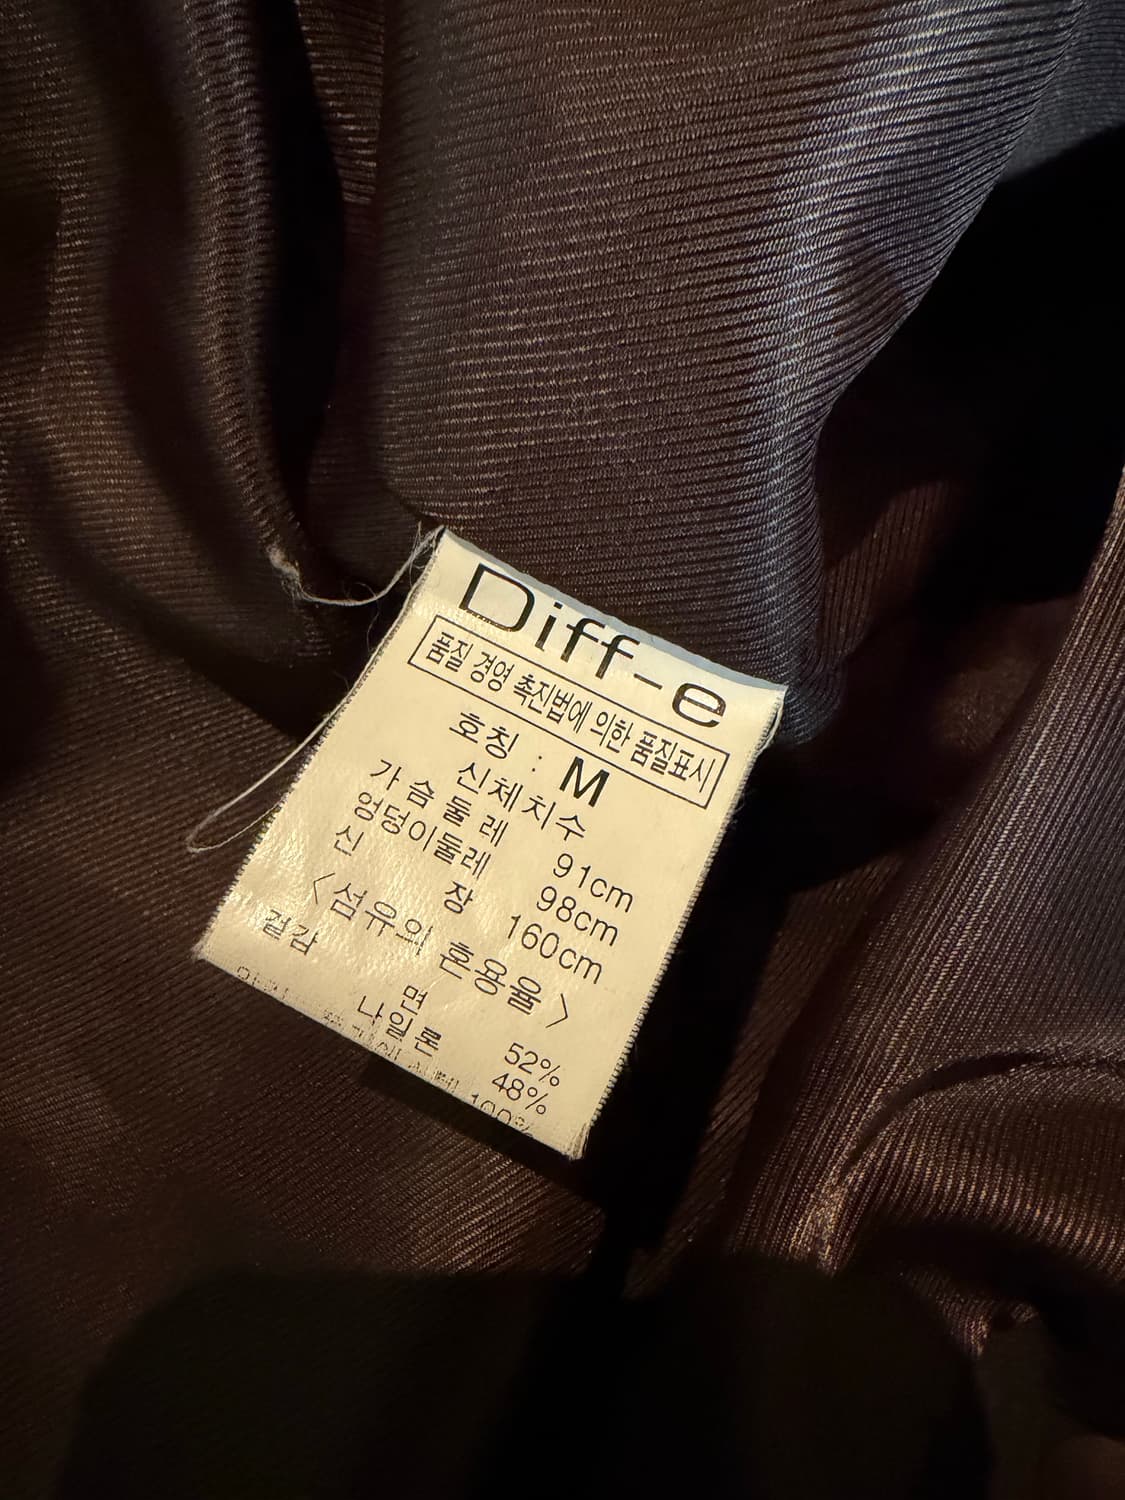 Diff-e
품질 경영 촉진법에 의한 품질표시
호칭 : M
신체치수
가슴둘레 91cm
엉덩이둘레 98cm
신장 160cm
<섬유의 혼용율>
겉감
면 52%
나일론 48%
100%